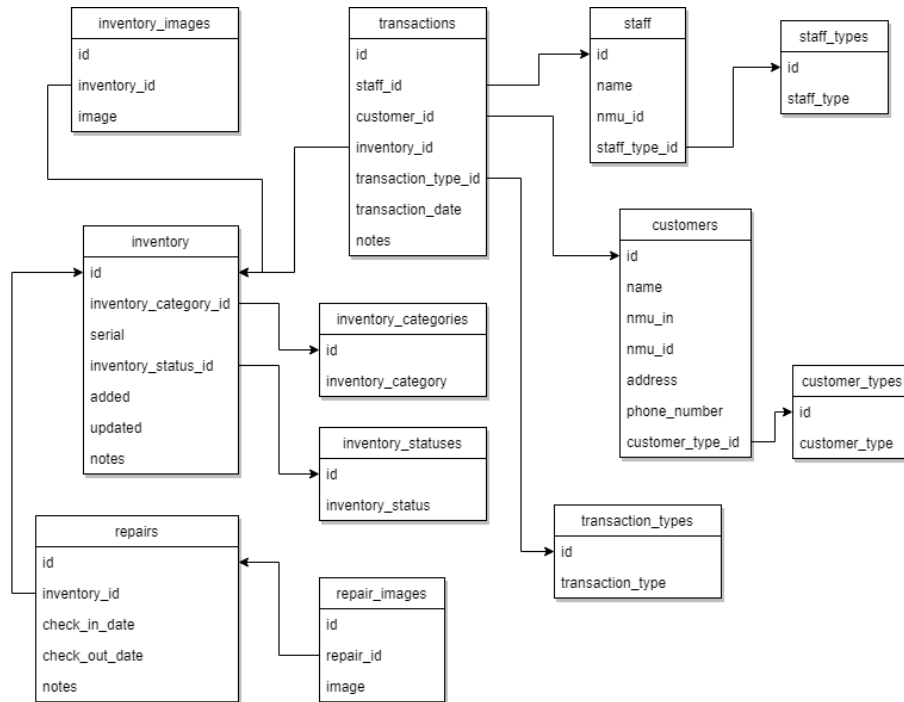 inventory_images
id
inventory_id
image
transactions
id
staff_id
customer_id
inventory_id
transaction_type_id
transaction_date
notes
staff
id
name
nmu_id
staff_type_id
staff_types
id
staff_type
inventory
id
inventory_category_id
serial
inventory_status_id
added
updated
notes
inventory_categories
id
inventory_category
inventory_statuses
id
inventory_status
customers
id
name
nmu_in
nmu_id
address
phone_number
customer_type_id
customer_types
id
customer_type
repairs
id
inventory_id
check_in_date
check_out_date
notes
repair_images
id
repair_id
image
transaction_types
id
transaction_type